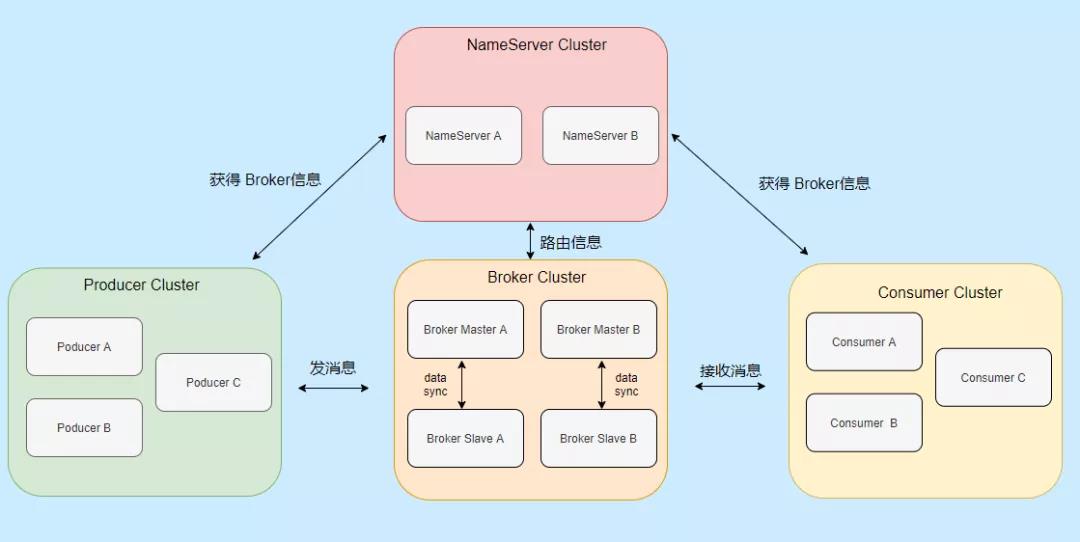 NameServer Cluster
NameServer A
NameServer B
获得 Broker信息
获得 Broker信息
路由信息
Producer Cluster
Poducer A
Poducer C
Poducer B
发消息
Broker Cluster
Broker Master A
Broker Master B
data
sync
data
sync
Broker Slave A
Broker Slave B
接收消息
Consumer Cluster
Consumer A
Consumer C
Consumer B